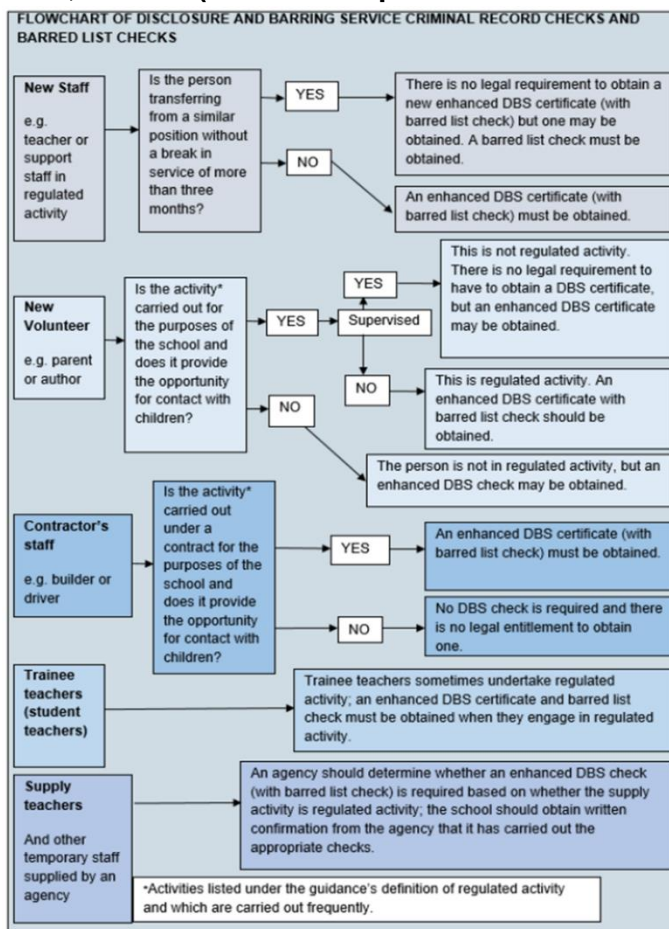 FLOWCHART OF DISCLOSURE AND BARRING SERVICE CRIMINAL RECORD CHECKS AND
BARRED LIST CHECKS
New Staff
e.g.
teacher or
support
staff in
regulated
activity
Is the person
transferring
from a similar
position without
a break in
service of more
than three
months?
YES
There is no legal requirement to obtain a
new enhanced DBS certificate (with
barred list check) but one may be
obtained. A barred list check must be
obtained.
NO
An enhanced DBS certificate (with
barred list check) must be obtained.
New
Volunteer
e.g. parent
or author
Is the activity*
carried out for
the purposes of
the school and
does it provide
the opportunity
for contact with
children?
YES
Supervised
YES
This is not regulated activity.
There is no legal requirement to
have to obtain a DBS certificate,
but an enhanced DBS certificate
may be obtained.
NO
This is regulated activity. An
enhanced DBS certificate with
barred list check should be
obtained.
NO
The person is not in regulated activity, but an
enhanced DBS check may be obtained.
Contractor's
staff
e.g. builder or
driver
Is the activity*
carried out
under a
contract for the
purposes of the
school and
does it provide
the opportunity
for contact with
children?
YES
An enhanced DBS certificate (with
barred list check) must be obtained.
NO
No DBS check is required and there
is no legal entitlement to obtain
one.
Trainee
teachers
(student
teachers)
Trainee teachers sometimes undertake regulated
activity; an enhanced DBS certificate and barred list
check must be obtained when they engage in regulated
activity.
Supply
teachers
And other
temporary staff
supplied by an
agency
An agency should determine whether an enhanced DBS check
(with barred list check) is required based on whether the supply
activity is regulated activity; the school should obtain written
confirmation from the agency that it has carried out the
appropriate checks.
*Activities listed under the guidance's definition of regulated activity
and which are carried out frequently.